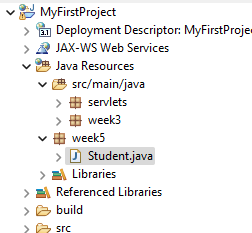 MyFirstProject
Deployment Descriptor: MyFirstProje
JAX-WS Web Services
Java Resources
src/main/java
servlets
week3
week5
Student.java
Libraries
Referenced Libraries
build
src